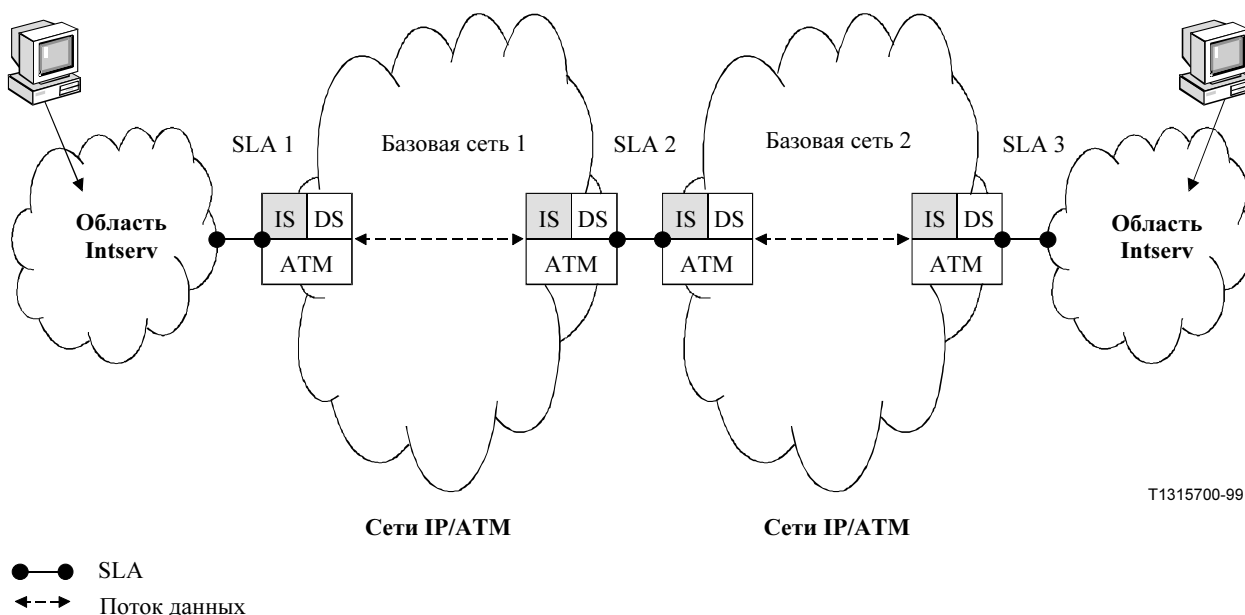 SLA 1
Базовая сеть 1
SLA 2
Базовая сеть 2
SLA 3
Область
Intserv
IS DS
ATM
IS DS
ATM
IS DS
ATM
IS DS
ATM
Область
Intserv
T1315700-99
Сети IP/ATM
Сети IP/ATM
SLA
Поток данных